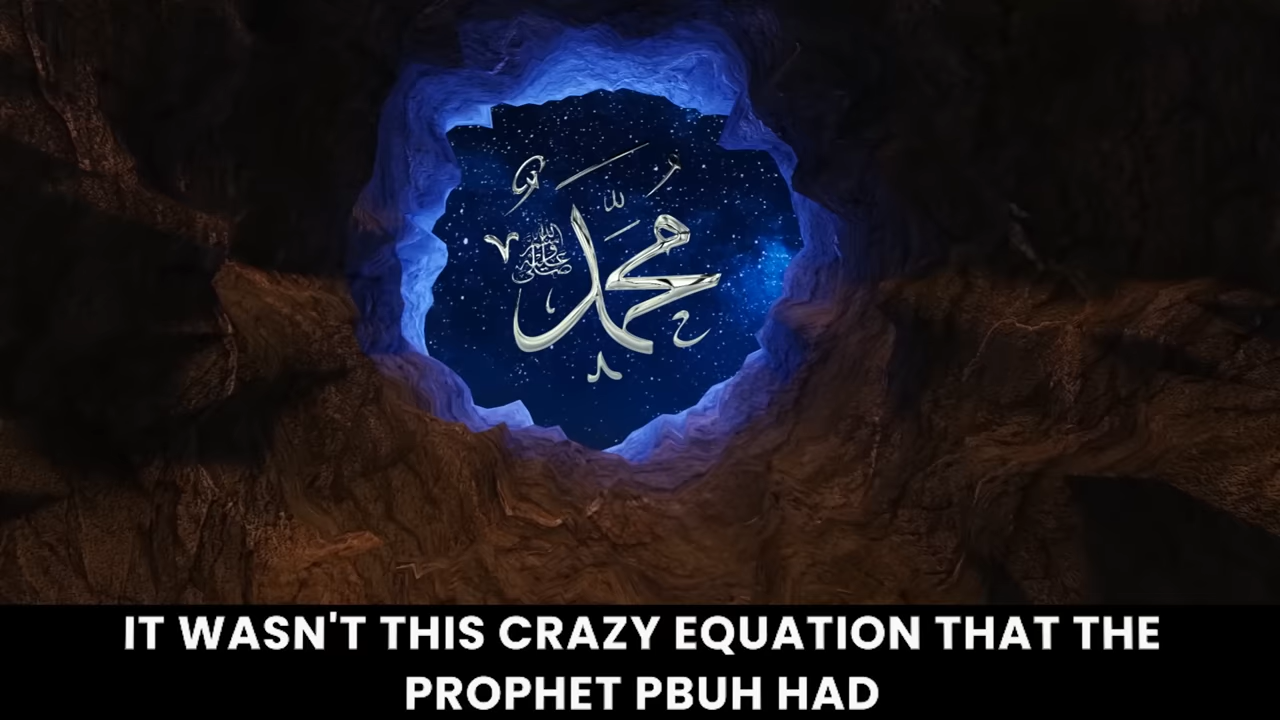 محمد
صلى الله عليه وسلم
IT WASN'T THIS CRAZY EQUATION THAT THE
PROPHET PBUH HAD